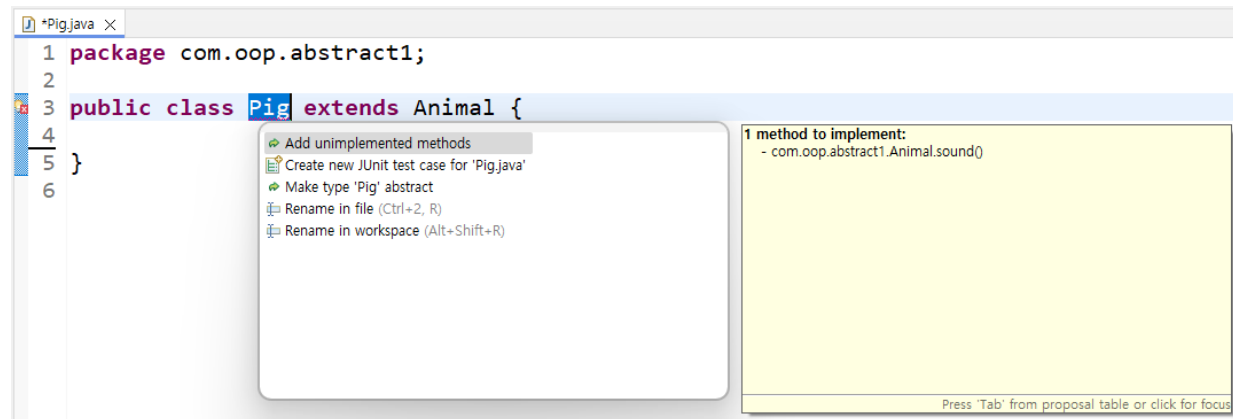 *Pig.java
1 package com.oop.abstract1;
2
3 public class Pig extends Animal {
4
5 }
6
Add unimplemented methods
Create new JUnit test case for 'Pig.java'
Make type 'Pig' abstract
Rename in file (Ctrl+2, R)
Rename in workspace (Alt+Shift+R)
1 method to implement:
- com.oop.abstract1.Animal.sound()
Press 'Tab' from proposal table or click for focus